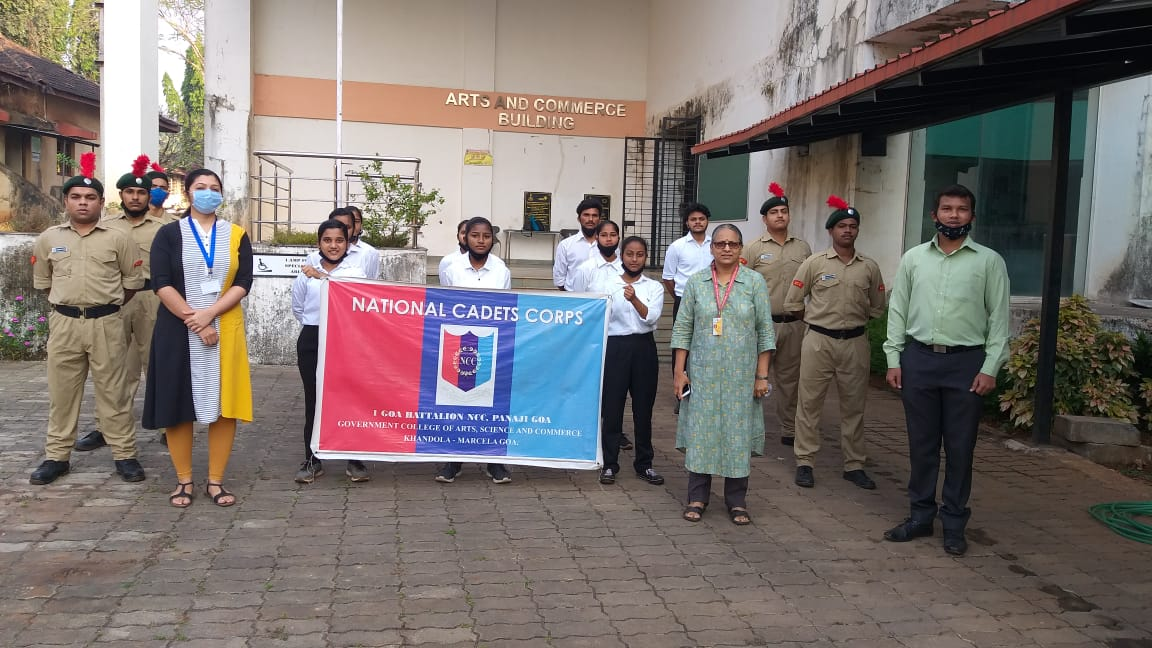 ARTS AND COMMEPCE
BUILDING
NATIONAL CADETS CORPS
NCC
1 GOA BATTALION NCC, PANAJI GOA
GOVERNMENT COLLEGE OF ARTS, SCIENCE AND COMMERCE
KHANDOLA - MARCELA GOA.